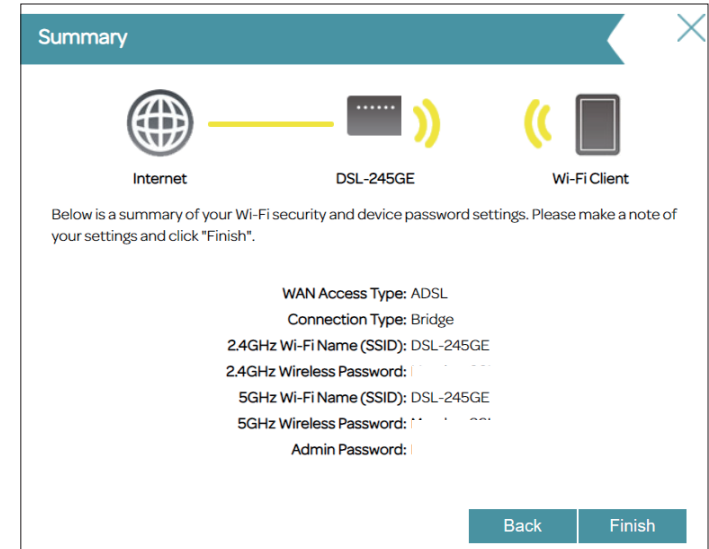 Summary
Internet
DSL-245GE
Wi-Fi Client
Below is a summary of your Wi-Fi security and device password settings. Please make a note of
your settings and click "Finish".
WAN Access Type: ADSL
Connection Type: Bridge
2.4GHz Wi-Fi Name (SSID): DSL-245GE
2.4GHz Wireless Password:
5GHz Wi-Fi Name (SSID): DSL-245GE
5GHz Wireless Password:
Admin Password:
Back
Finish